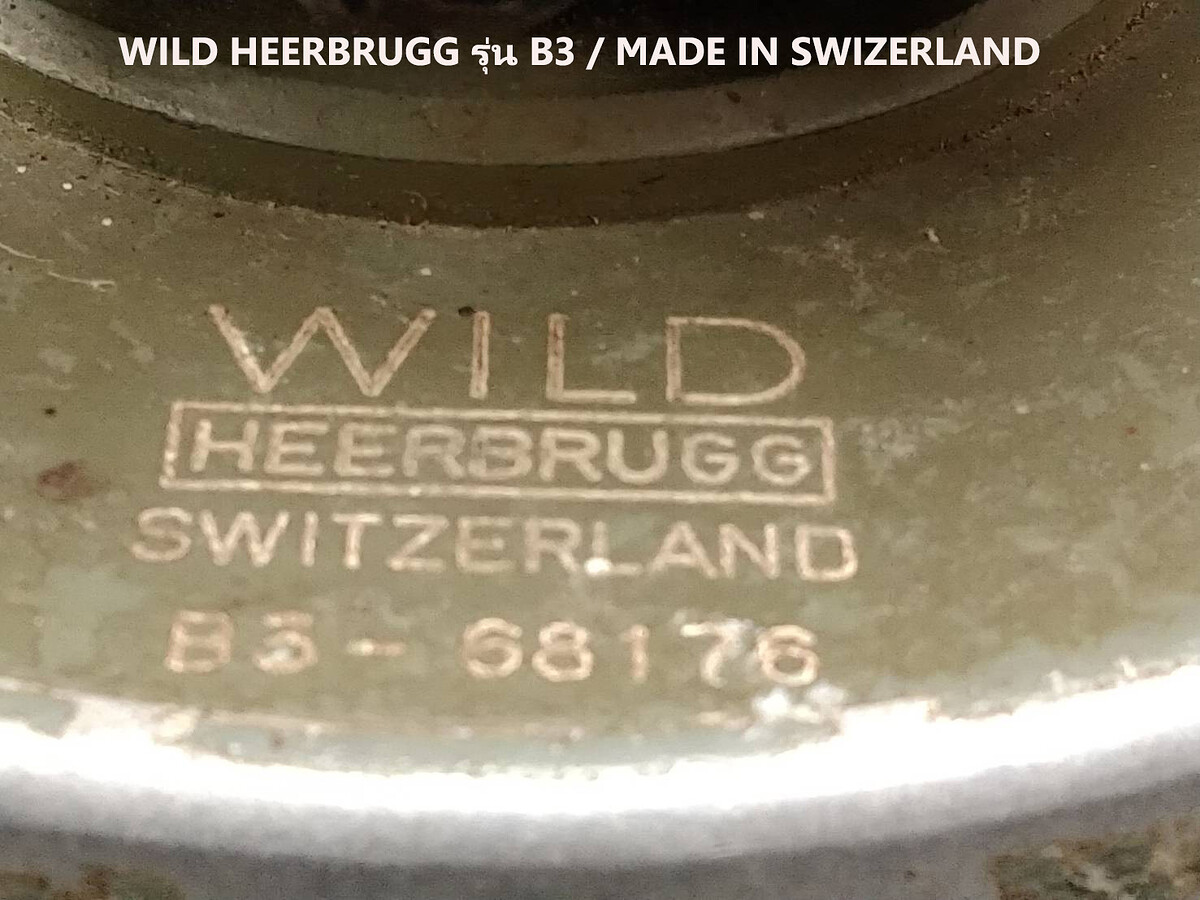 WILD HEERBRUGG รุ่น B3 / MADE IN SWIZERLAND
WILD
HEERBRUGG
SWITZERLAND
B3 - 68176